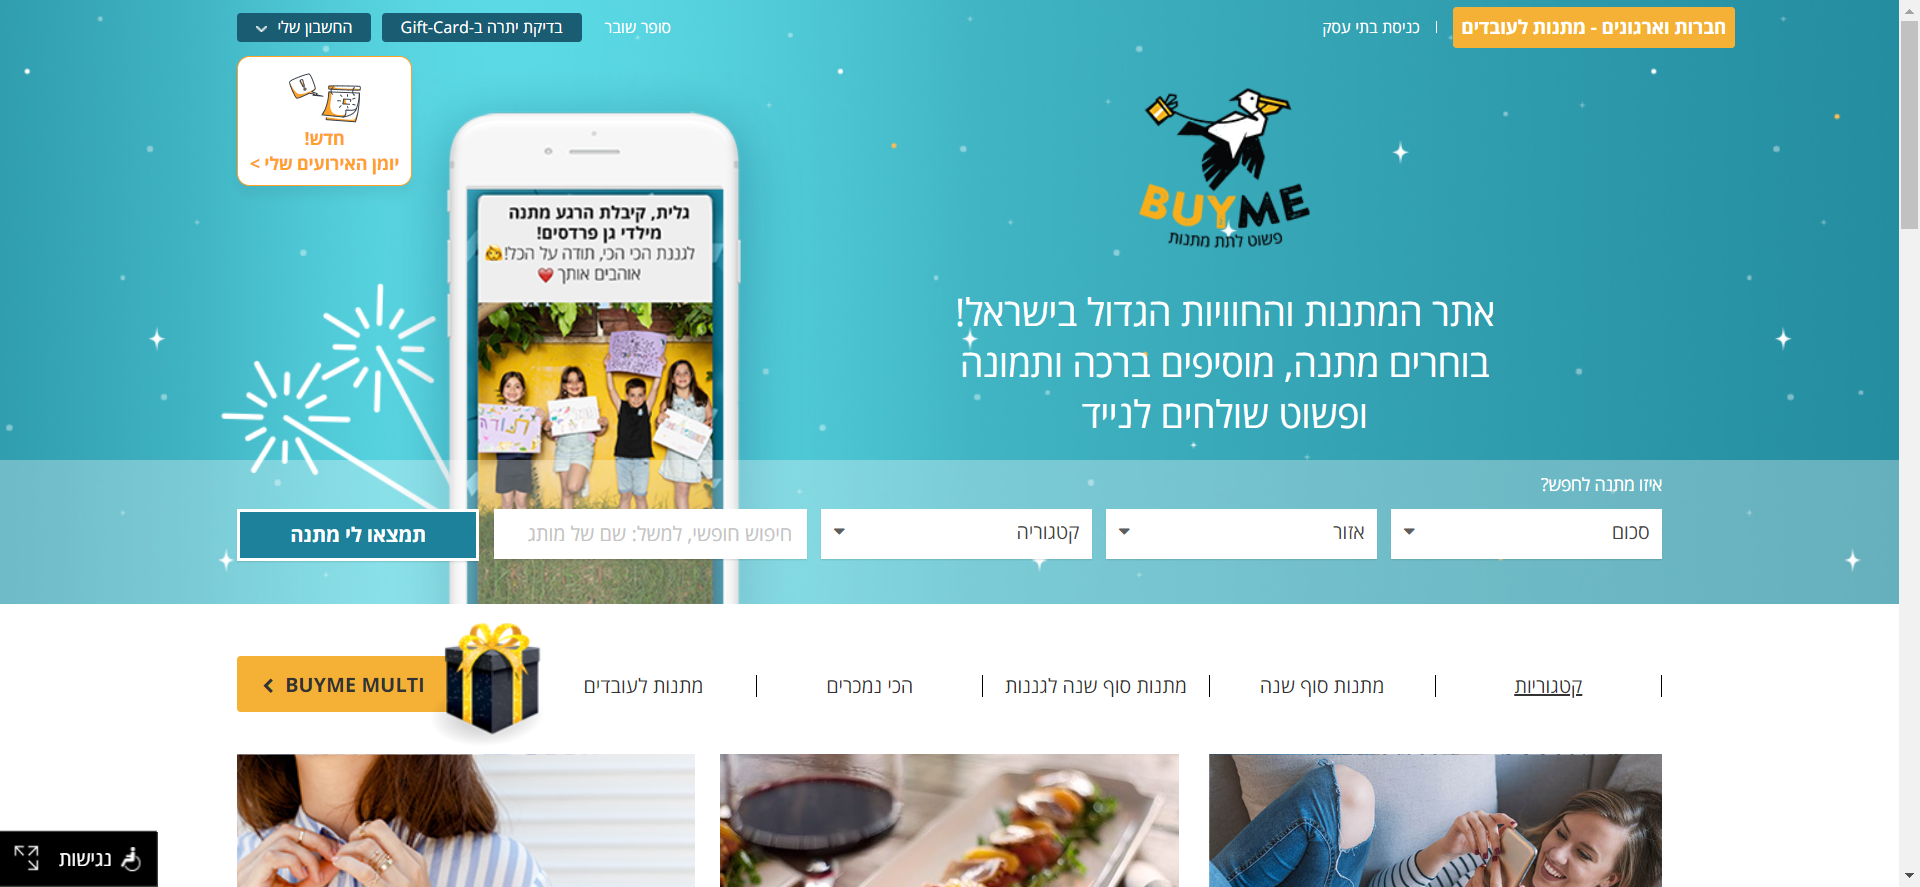 חברות וארגונים - מתנות לעובדים
כניסת בתי עסק
סופר שובר
בדיקת יתרה ב-Gift-Card
החשבון שלי
חדש!
יומן האירועים שלי >
BUYME
פשוט לתת מתנות
גלית, קיבלת הרגע מתנה
מילדי גן פרדסים!
לגננת הכי הכי, תודה על הכל!
אוהבים אותך
תודה
אתר המתנות והחוויות הגדול בישראל!
בוחרים מתנה, מוסיפים ברכה ותמונה
ופשוט שולחים לנייד
איזו מתנה לחפש?
סכום
אזור
קטגוריה
חיפוש חופשי, למשל: שם של מותג
תמצאו לי מתנה
קטגוריות
מתנות סוף שנה
מתנות סוף שנה לגננות
הכי נמכרים
מתנות לעובדים
BUYME MULTI
נגישות